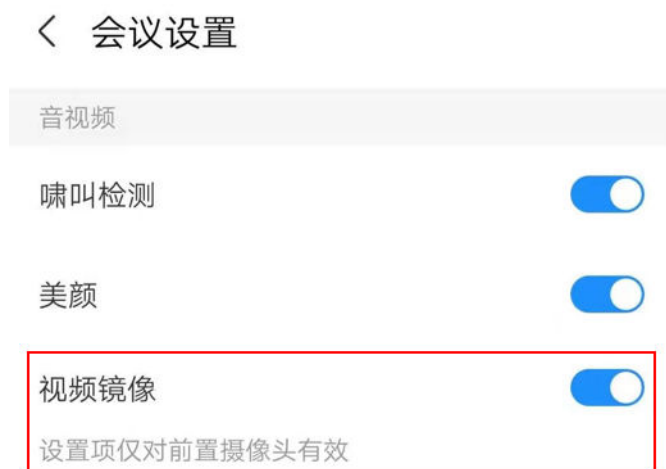 会议设置
音视频
啸叫检测
美颜
视频镜像
设置项仅对前置摄像头有效